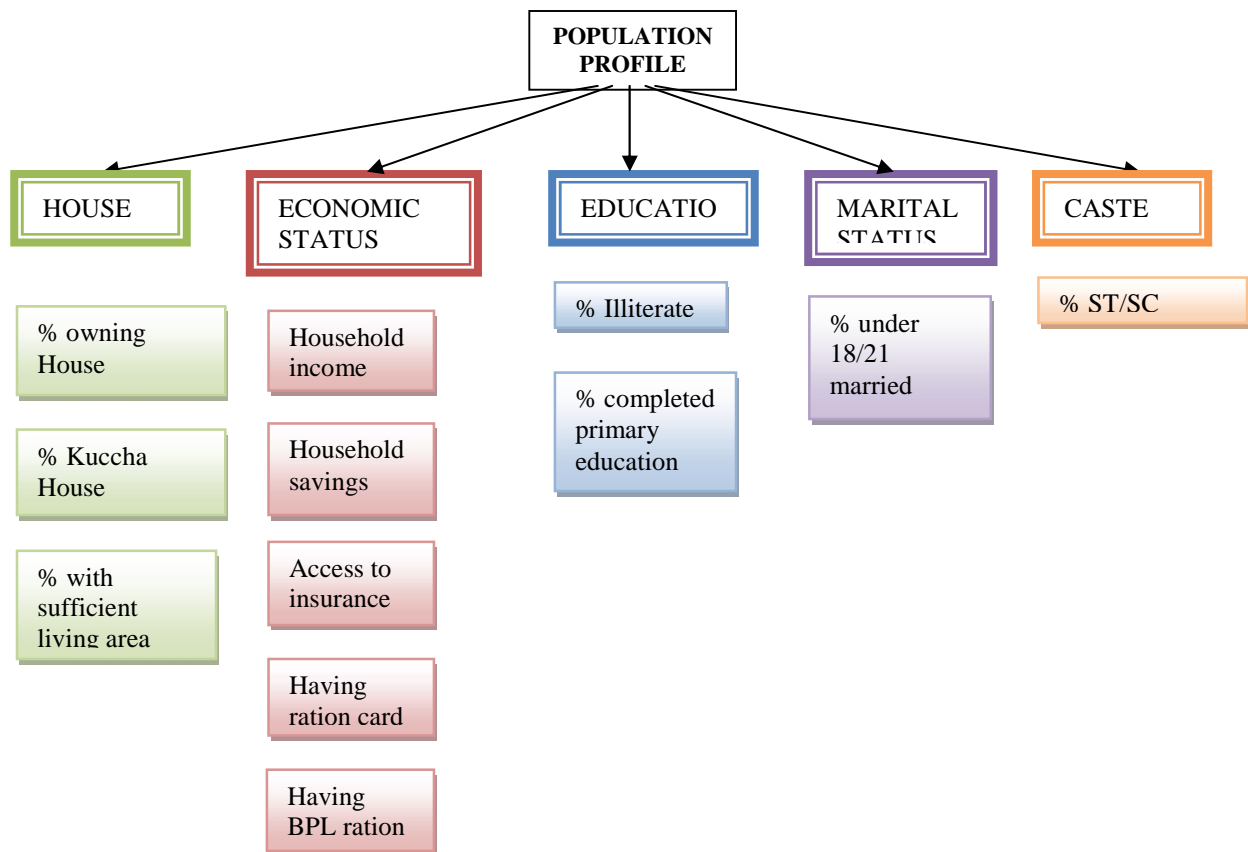 POPULATION
PROFILE
HOUSE
ECONOMIC
STATUS
EDUCATIO
MARITAL
STATUS
CASTE
% owning
House
% Kuccha
House
% with
sufficient
living area
Household
income
Household
savings
Access to
insurance
Having
ration card
Having
BPL ration
% Illiterate
% completed
primary
education
% under
18/21
married
% ST/SC